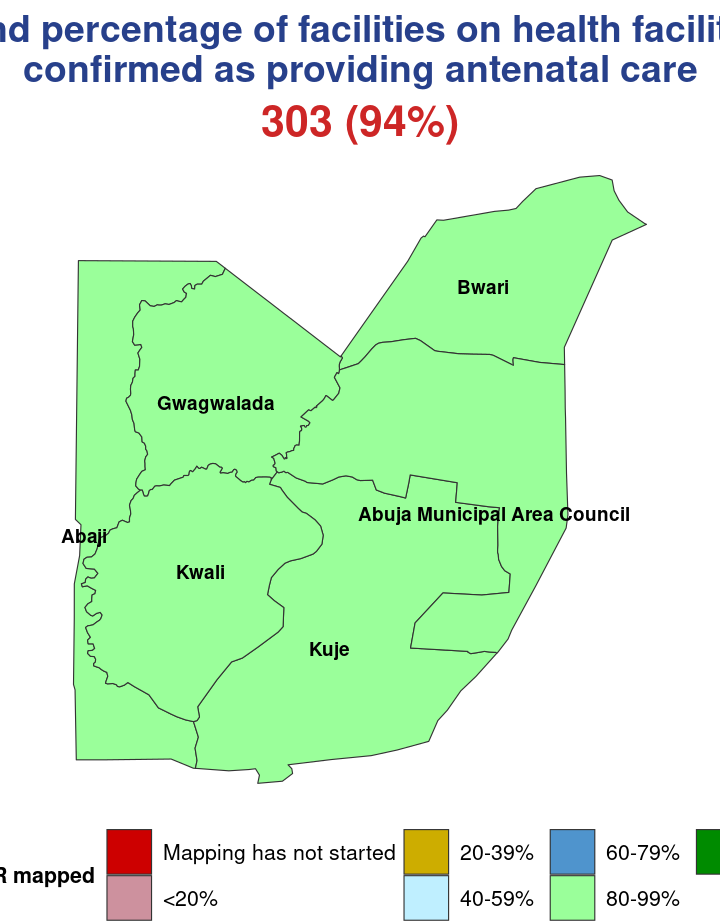 percentage of facilities on health
confirmed as providing antenatal care
303 (94%)
Bwari
Gwagwalada
Abuja Municipal Area Council
Abaji
Kwali
Kuje
mapped
Mapping has not started
20-39%
60-79%
<20%
40-59%
80-99%